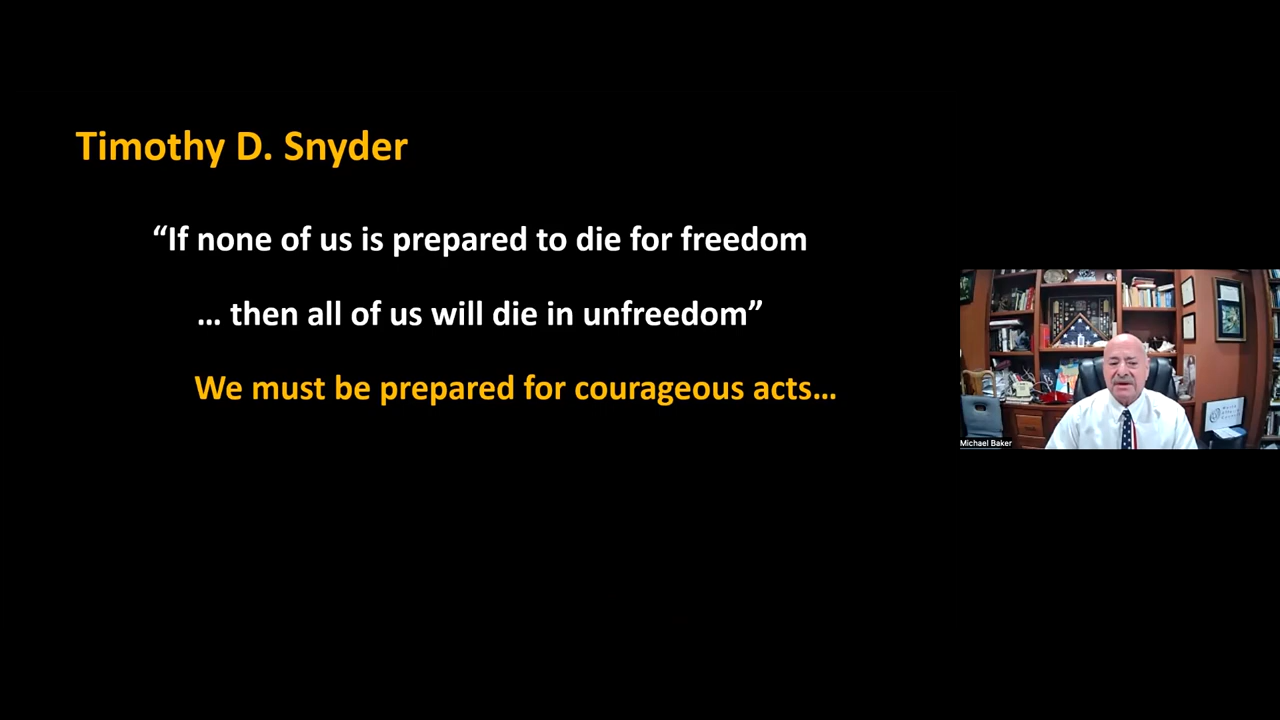 Timothy D. Snyder
“If none of us is prepared to die for freedom
… then all of us will die in unfreedom”
We must be prepared for courageous acts…
Michael Baker